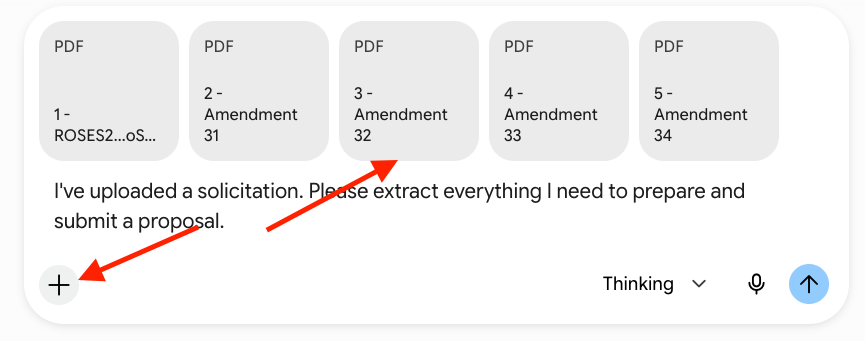 PDF
1 -
ROSES2...oS...
PDF
2 -
Amendment
31
PDF
3 -
Amendment
32
PDF
4 -
Amendment
33
PDF
5 -
Amendment
34
I've uploaded a solicitation. Please extract everything I need to prepare and
submit a proposal.
Thinking